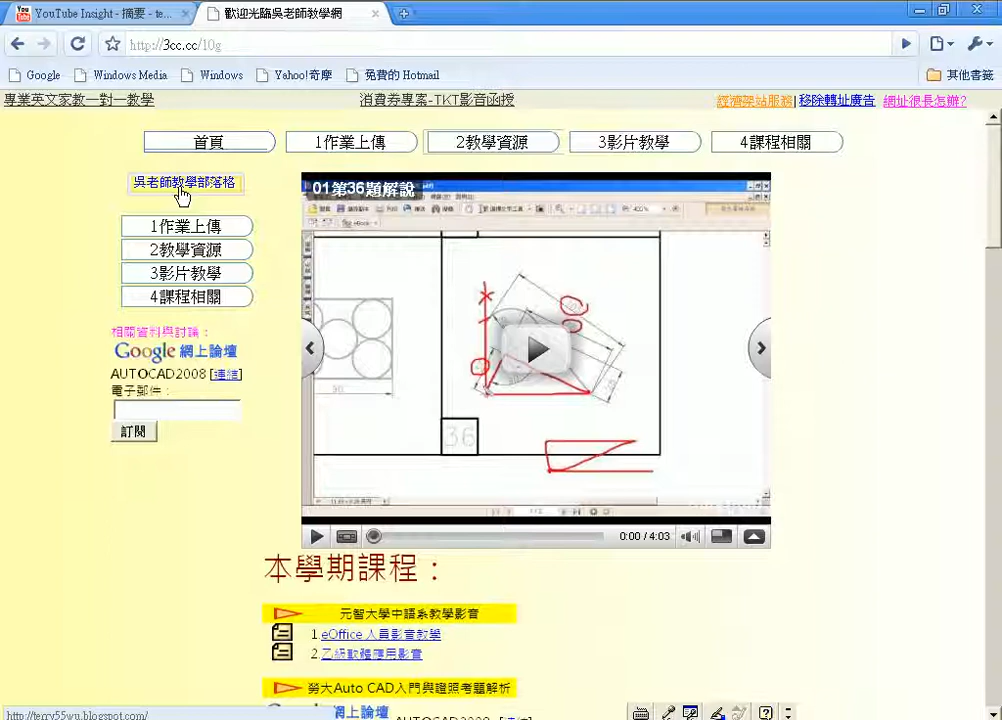 YouTube Insight - 摘要 - te...
歡迎光臨吳老師教學網
http://3cc.cc/10g
Google
Windows Media
Windows
Yahoo!奇摩
免費的 Hotmail
其他書籤
專業英文家教一對一教學
消費券專案-TKT影音函授
經濟架站服務|移除轉址廣告 網址很長怎辦?
首頁
1作業上傳
2教學資源
3影片教學
4課程相關
吳老師教學部落格
1作業上傳
2教學資源
3影片教學
4課程相關
相關資料與討論：
Google 網上論壇
AUTOCAD2008 [連結]
電子郵件：
訂閱
01第36題解說
36
0:00 / 4:03
本學期課程：
元智大學中語系教學影音
1.eOffice 人員影音教學
2.乙級軟體應用影音
勞大Auto CAD入門與證照考題解析
網上論壇
http://terry55wu.blogspot.com/